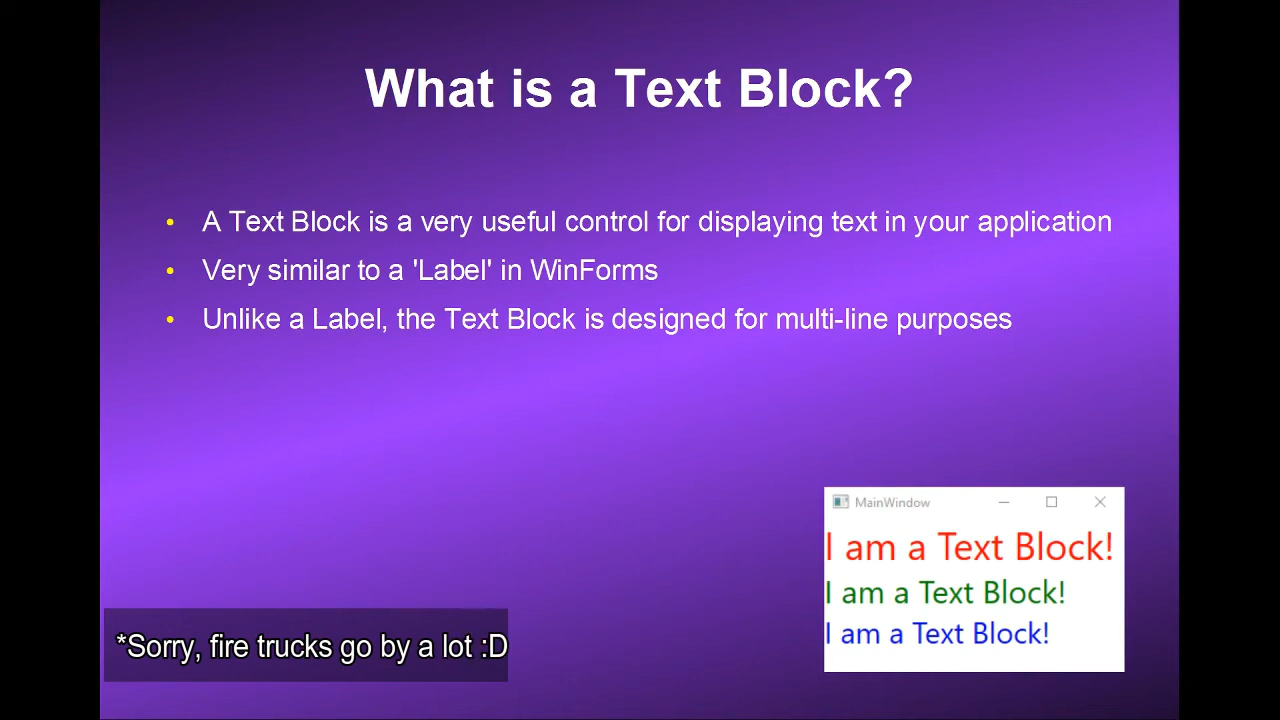 What is a Text Block?
• A Text Block is a very useful control for displaying text in your application
• Very similar to a 'Label' in WinForms
• Unlike a Label, the Text Block is designed for multi-line purposes
MainWindow
I am a Text Block!
I am a Text Block!
I am a Text Block!
*Sorry, fire trucks go by a lot :D